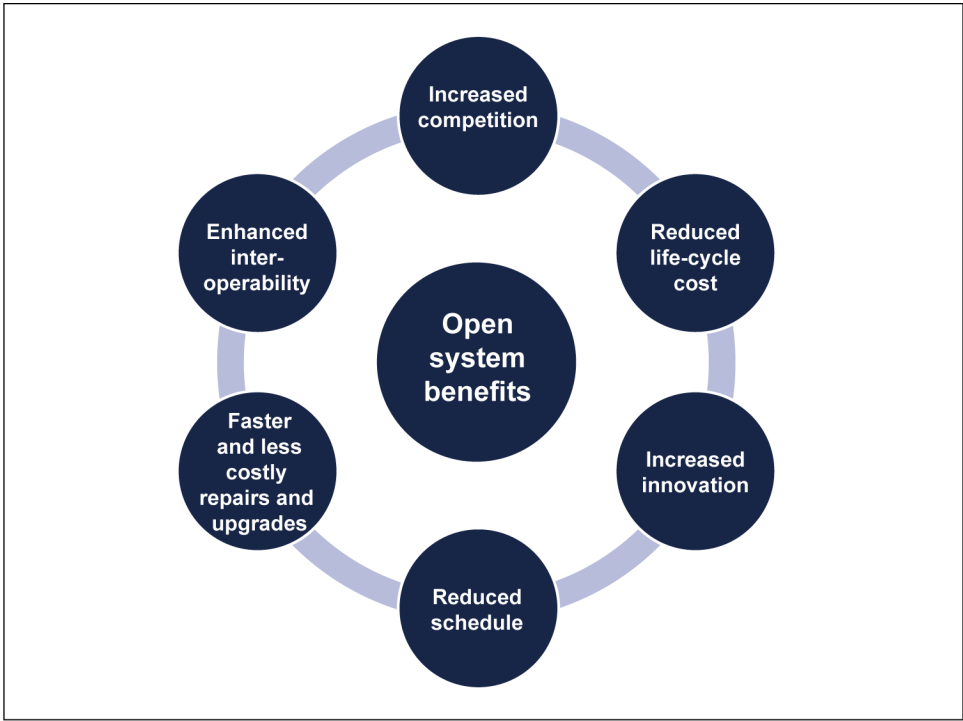 Increased
competition
Reduced
life-cycle
cost
Increased
innovation
Reduced
schedule
Faster
and less
costly
repairs and
upgrades
Enhanced
inter-
operability
Open
system
benefits